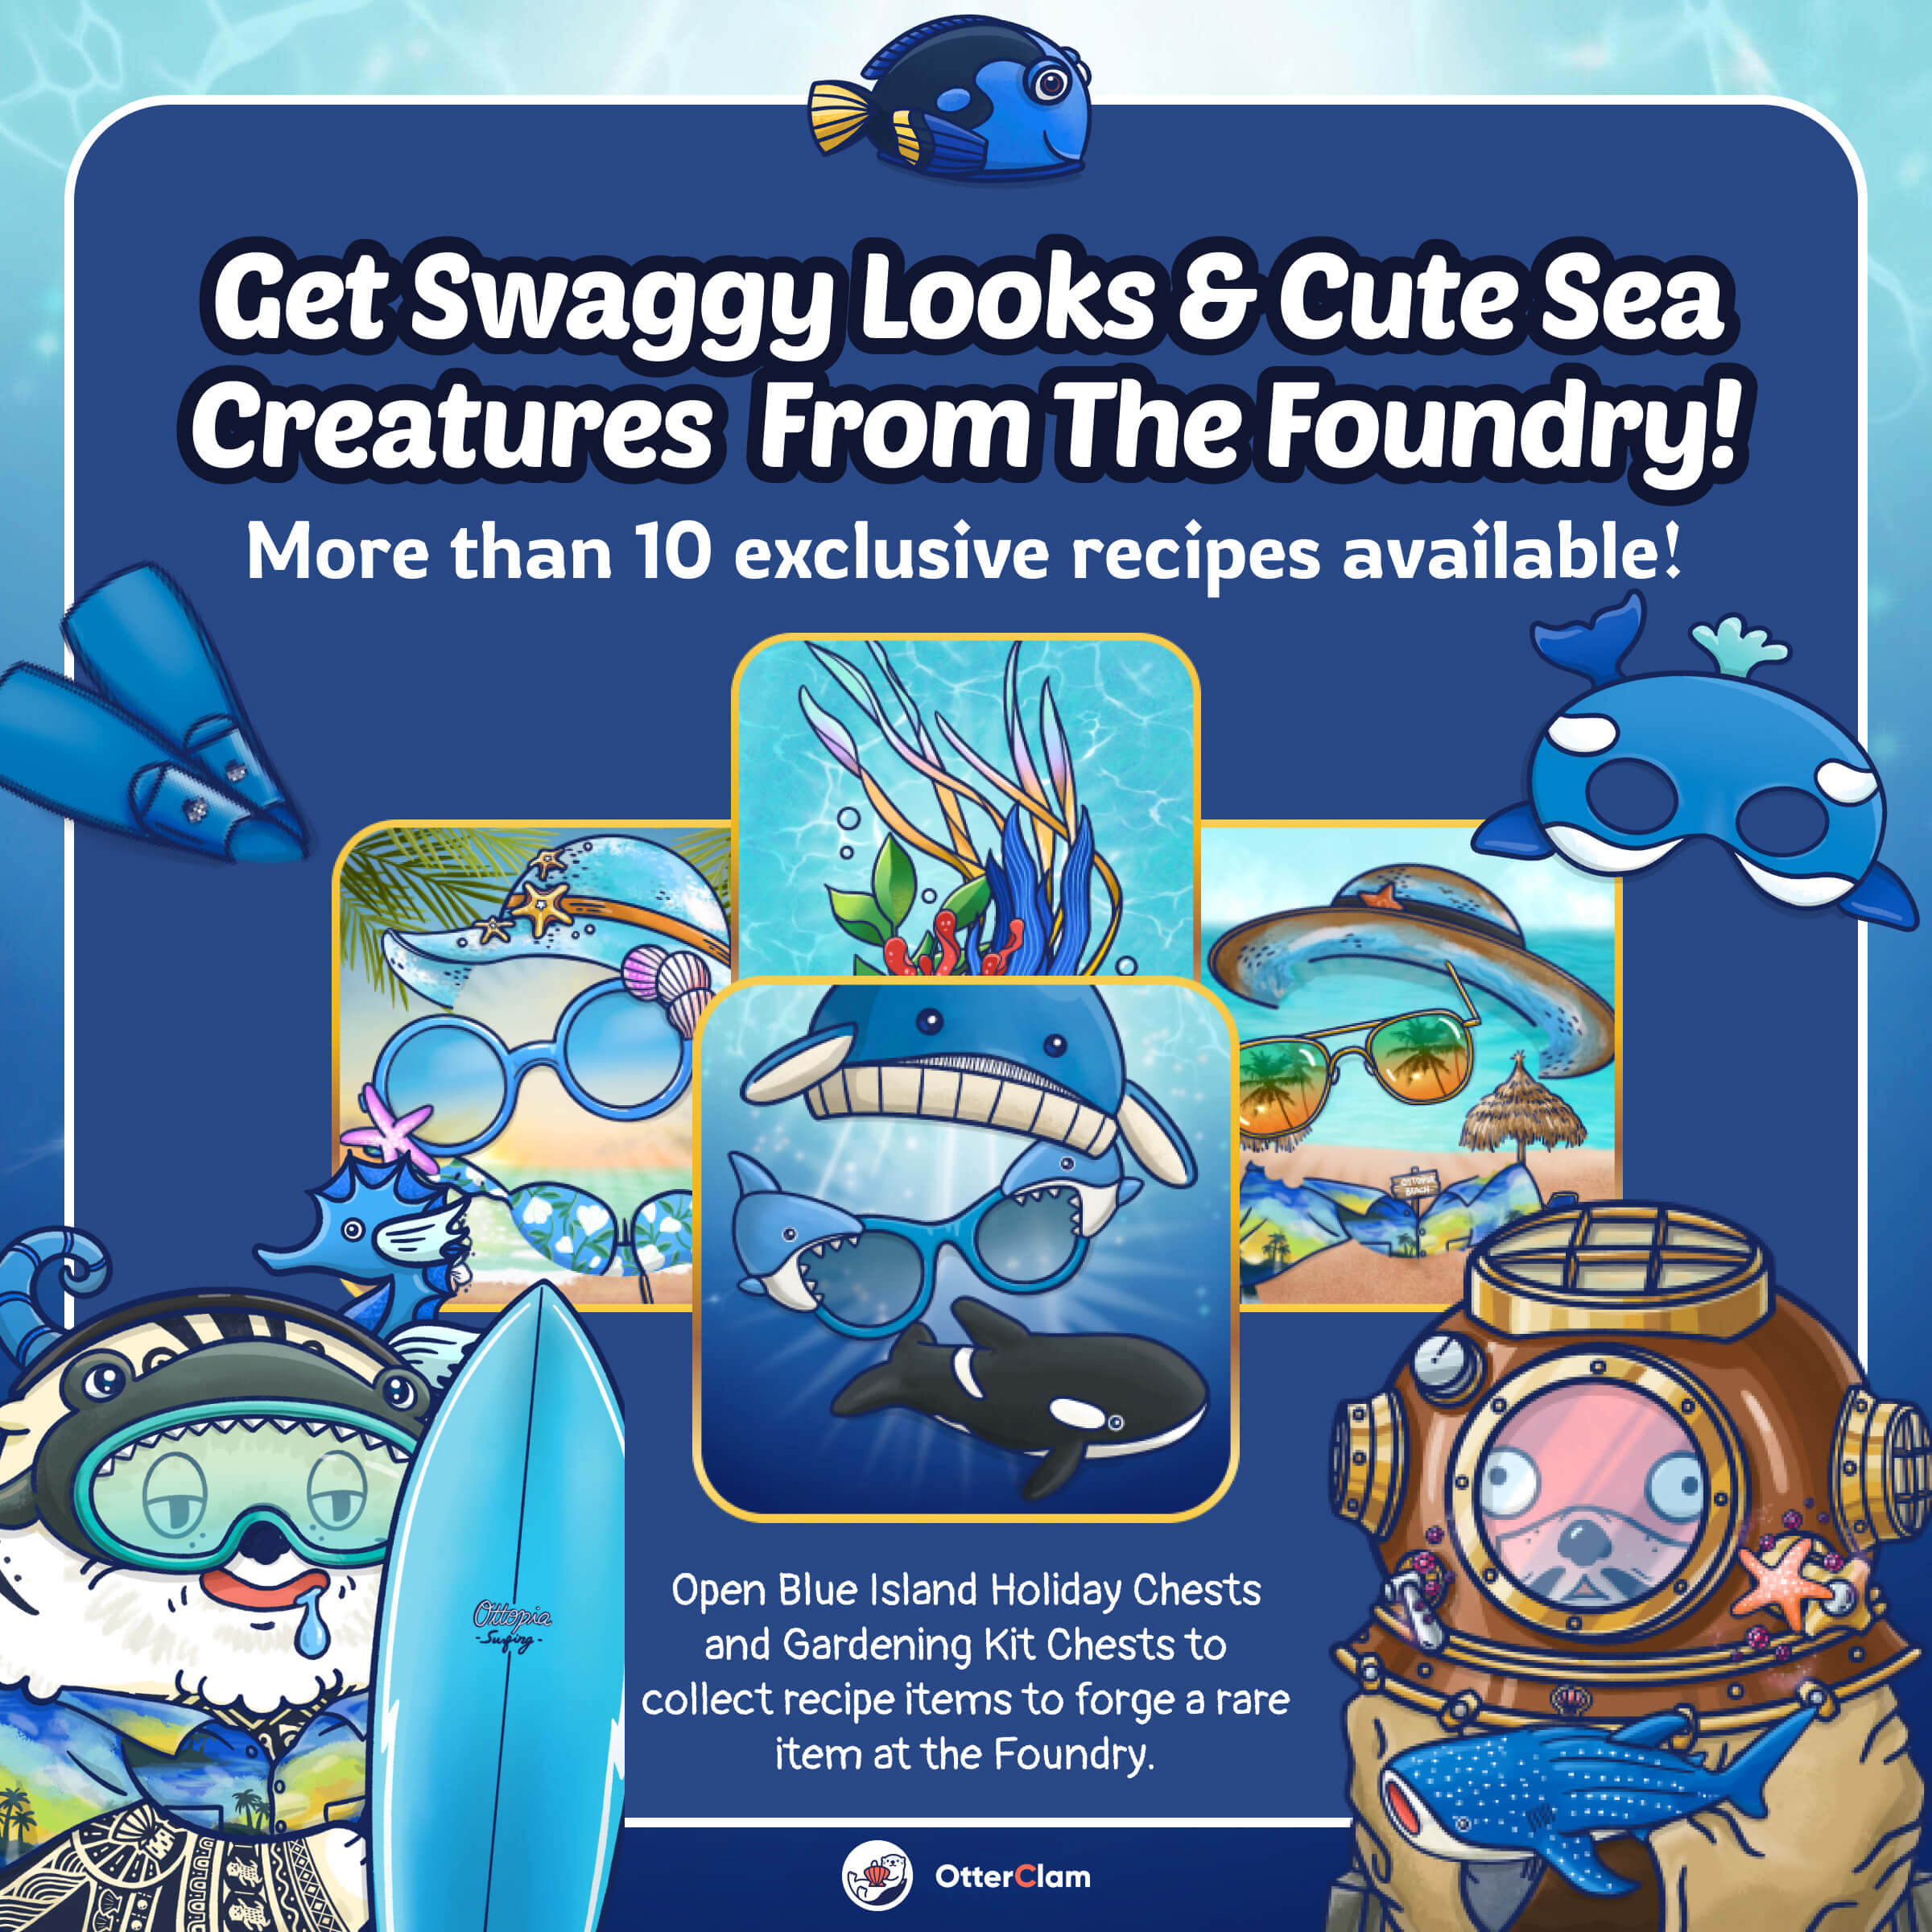 Get Swaggy Looks & Cute Sea
Creatures From The Foundry!
More than 10 exclusive recipes available!
OTTOPIA
BEACH
Ottopia
-Surfing-
Open Blue Island Holiday Chests
and Gardening Kit Chests to
collect recipe items to forge a rare
item at the Foundry.
OtterClam